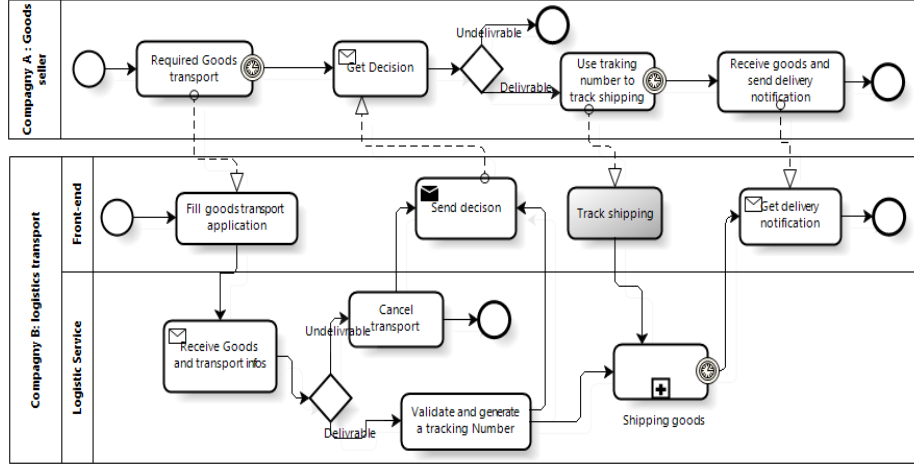 Compagny A : Goods
seller
Required Goods
transport
Get Decision
Undelivrable
Delivrable
Use traking
number to
track shipping
Receive goods and
send delivery
notification
Compagny B: logistics transport
Front-end
Fill goods transport
application
Send decison
Track shipping
Get delivery
notification
Logistic Service
Receive Goods
and transport infos
Undelivrable
Cancel
transport
Delivrable
Validate and generate
a tracking Number
Shipping goods